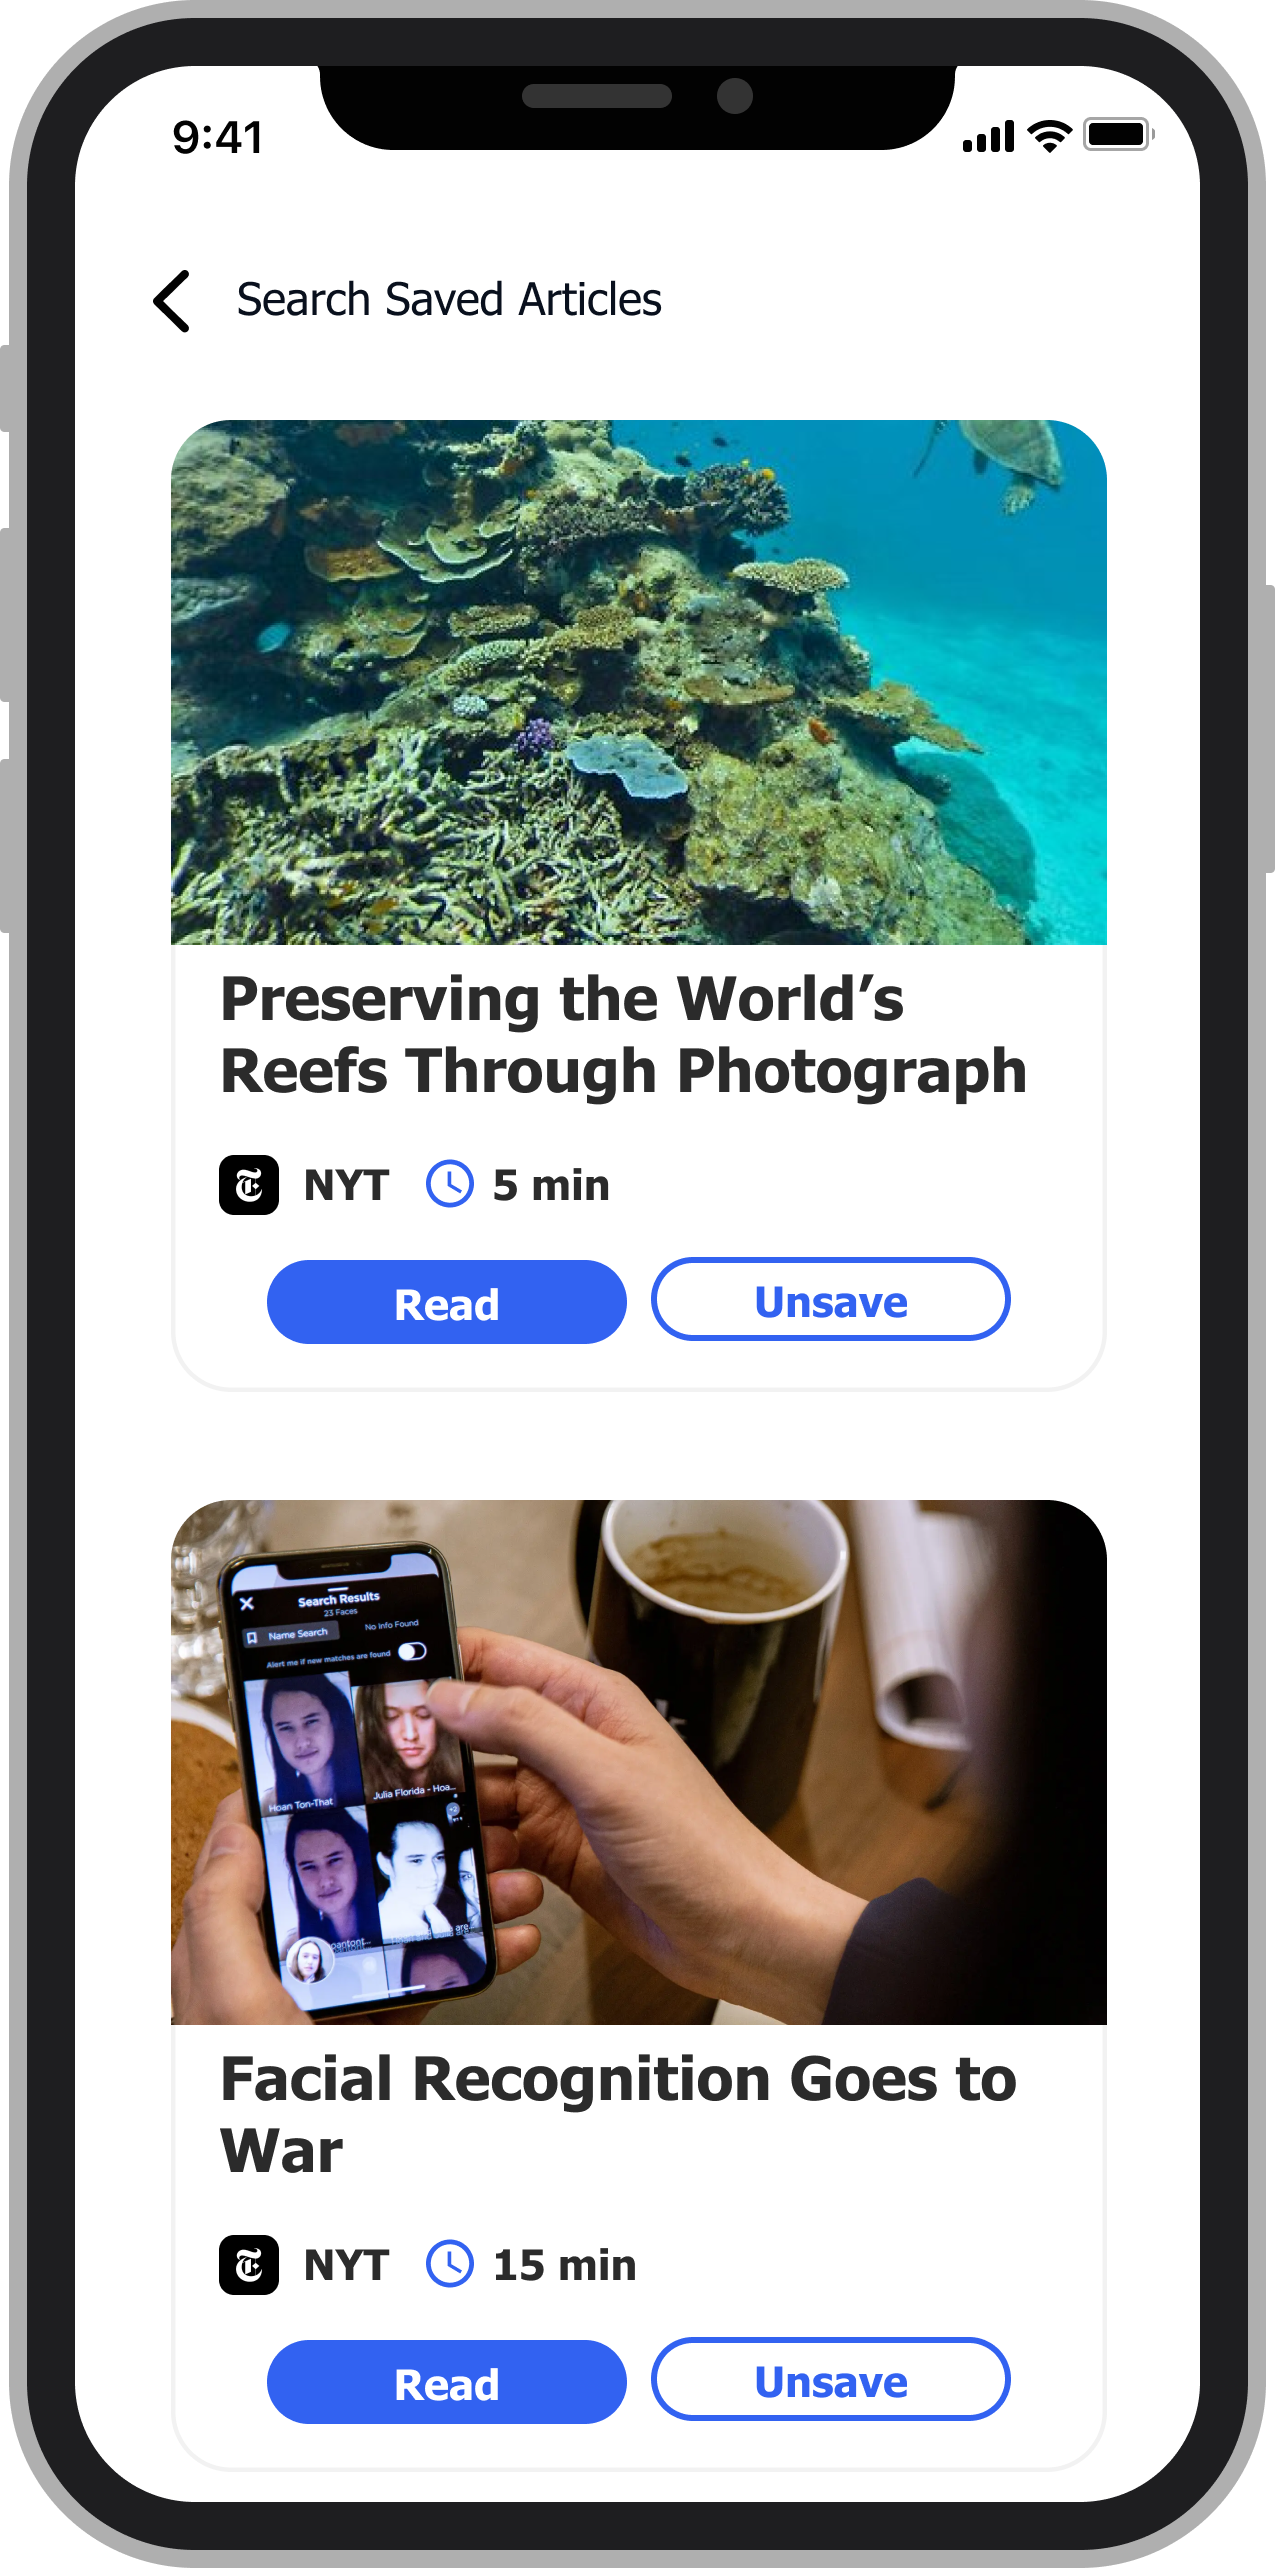 9:41
Search Saved Articles
Preserving the World’s
Reefs Through Photograph
NYT 5 min
Read Unsave
Search Results
23 Faces
Name Search No Info Found
Alert me if new matches are found
Hoan Ton-That Julia Florida - Hoa...
Facial Recognition Goes to
War
NYT 15 min
Read Unsave